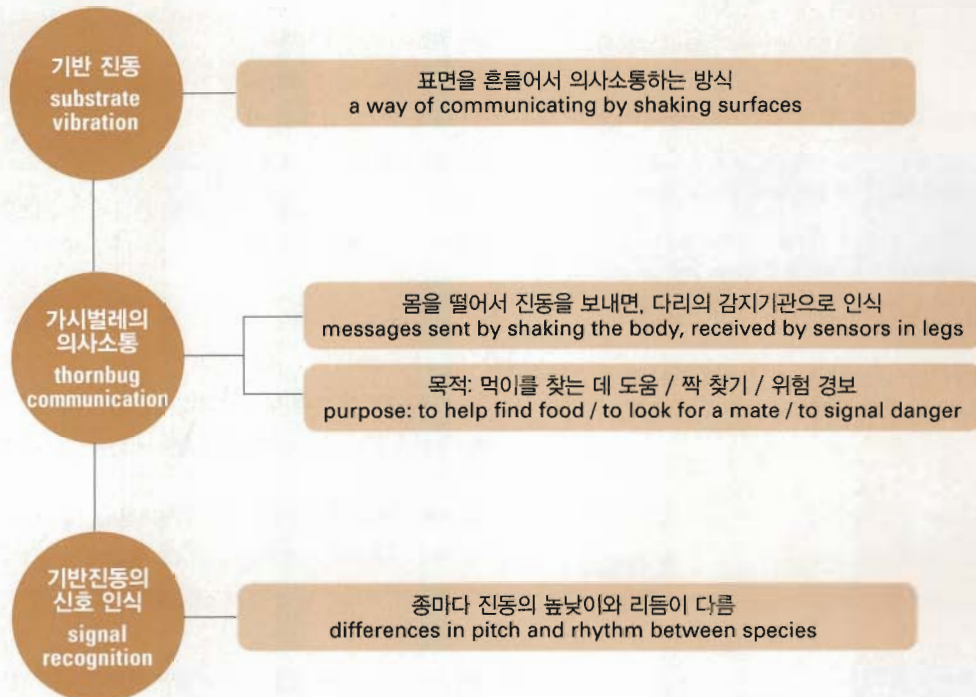 기반 진동
substrate
vibration
표면을 흔들어서 의사소통하는 방식
a way of communicating by shaking surfaces
가시벌레의
의사소통
thornbug
communication
몸을 떨어서 진동을 보내면, 다리의 감지기관으로 인식
messages sent by shaking the body, received by sensors in legs
목적: 먹이를 찾는 데 도움 / 짝 찾기 / 위험 경보
purpose: to help find food / to look for a mate / to signal danger
기반진동의
신호 인식
signal
recognition
종마다 진동의 높낮이와 리듬이 다름
differences in pitch and rhythm between species